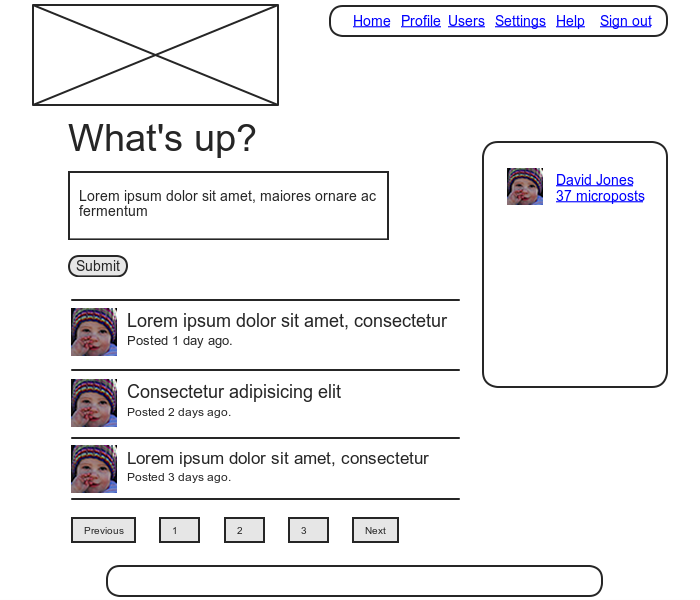 Home Profile Users Settings Help Sign out
What's up?
Lorem ipsum dolor sit amet, maiores ornare ac
fermentum
Submit
David Jones
37 microposts
Lorem ipsum dolor sit amet, consectetur
Posted 1 day ago.
Consectetur adipisicing elit
Posted 2 days ago.
Lorem ipsum dolor sit amet, consectetur
Posted 3 days ago.
Previous 1 2 3 Next